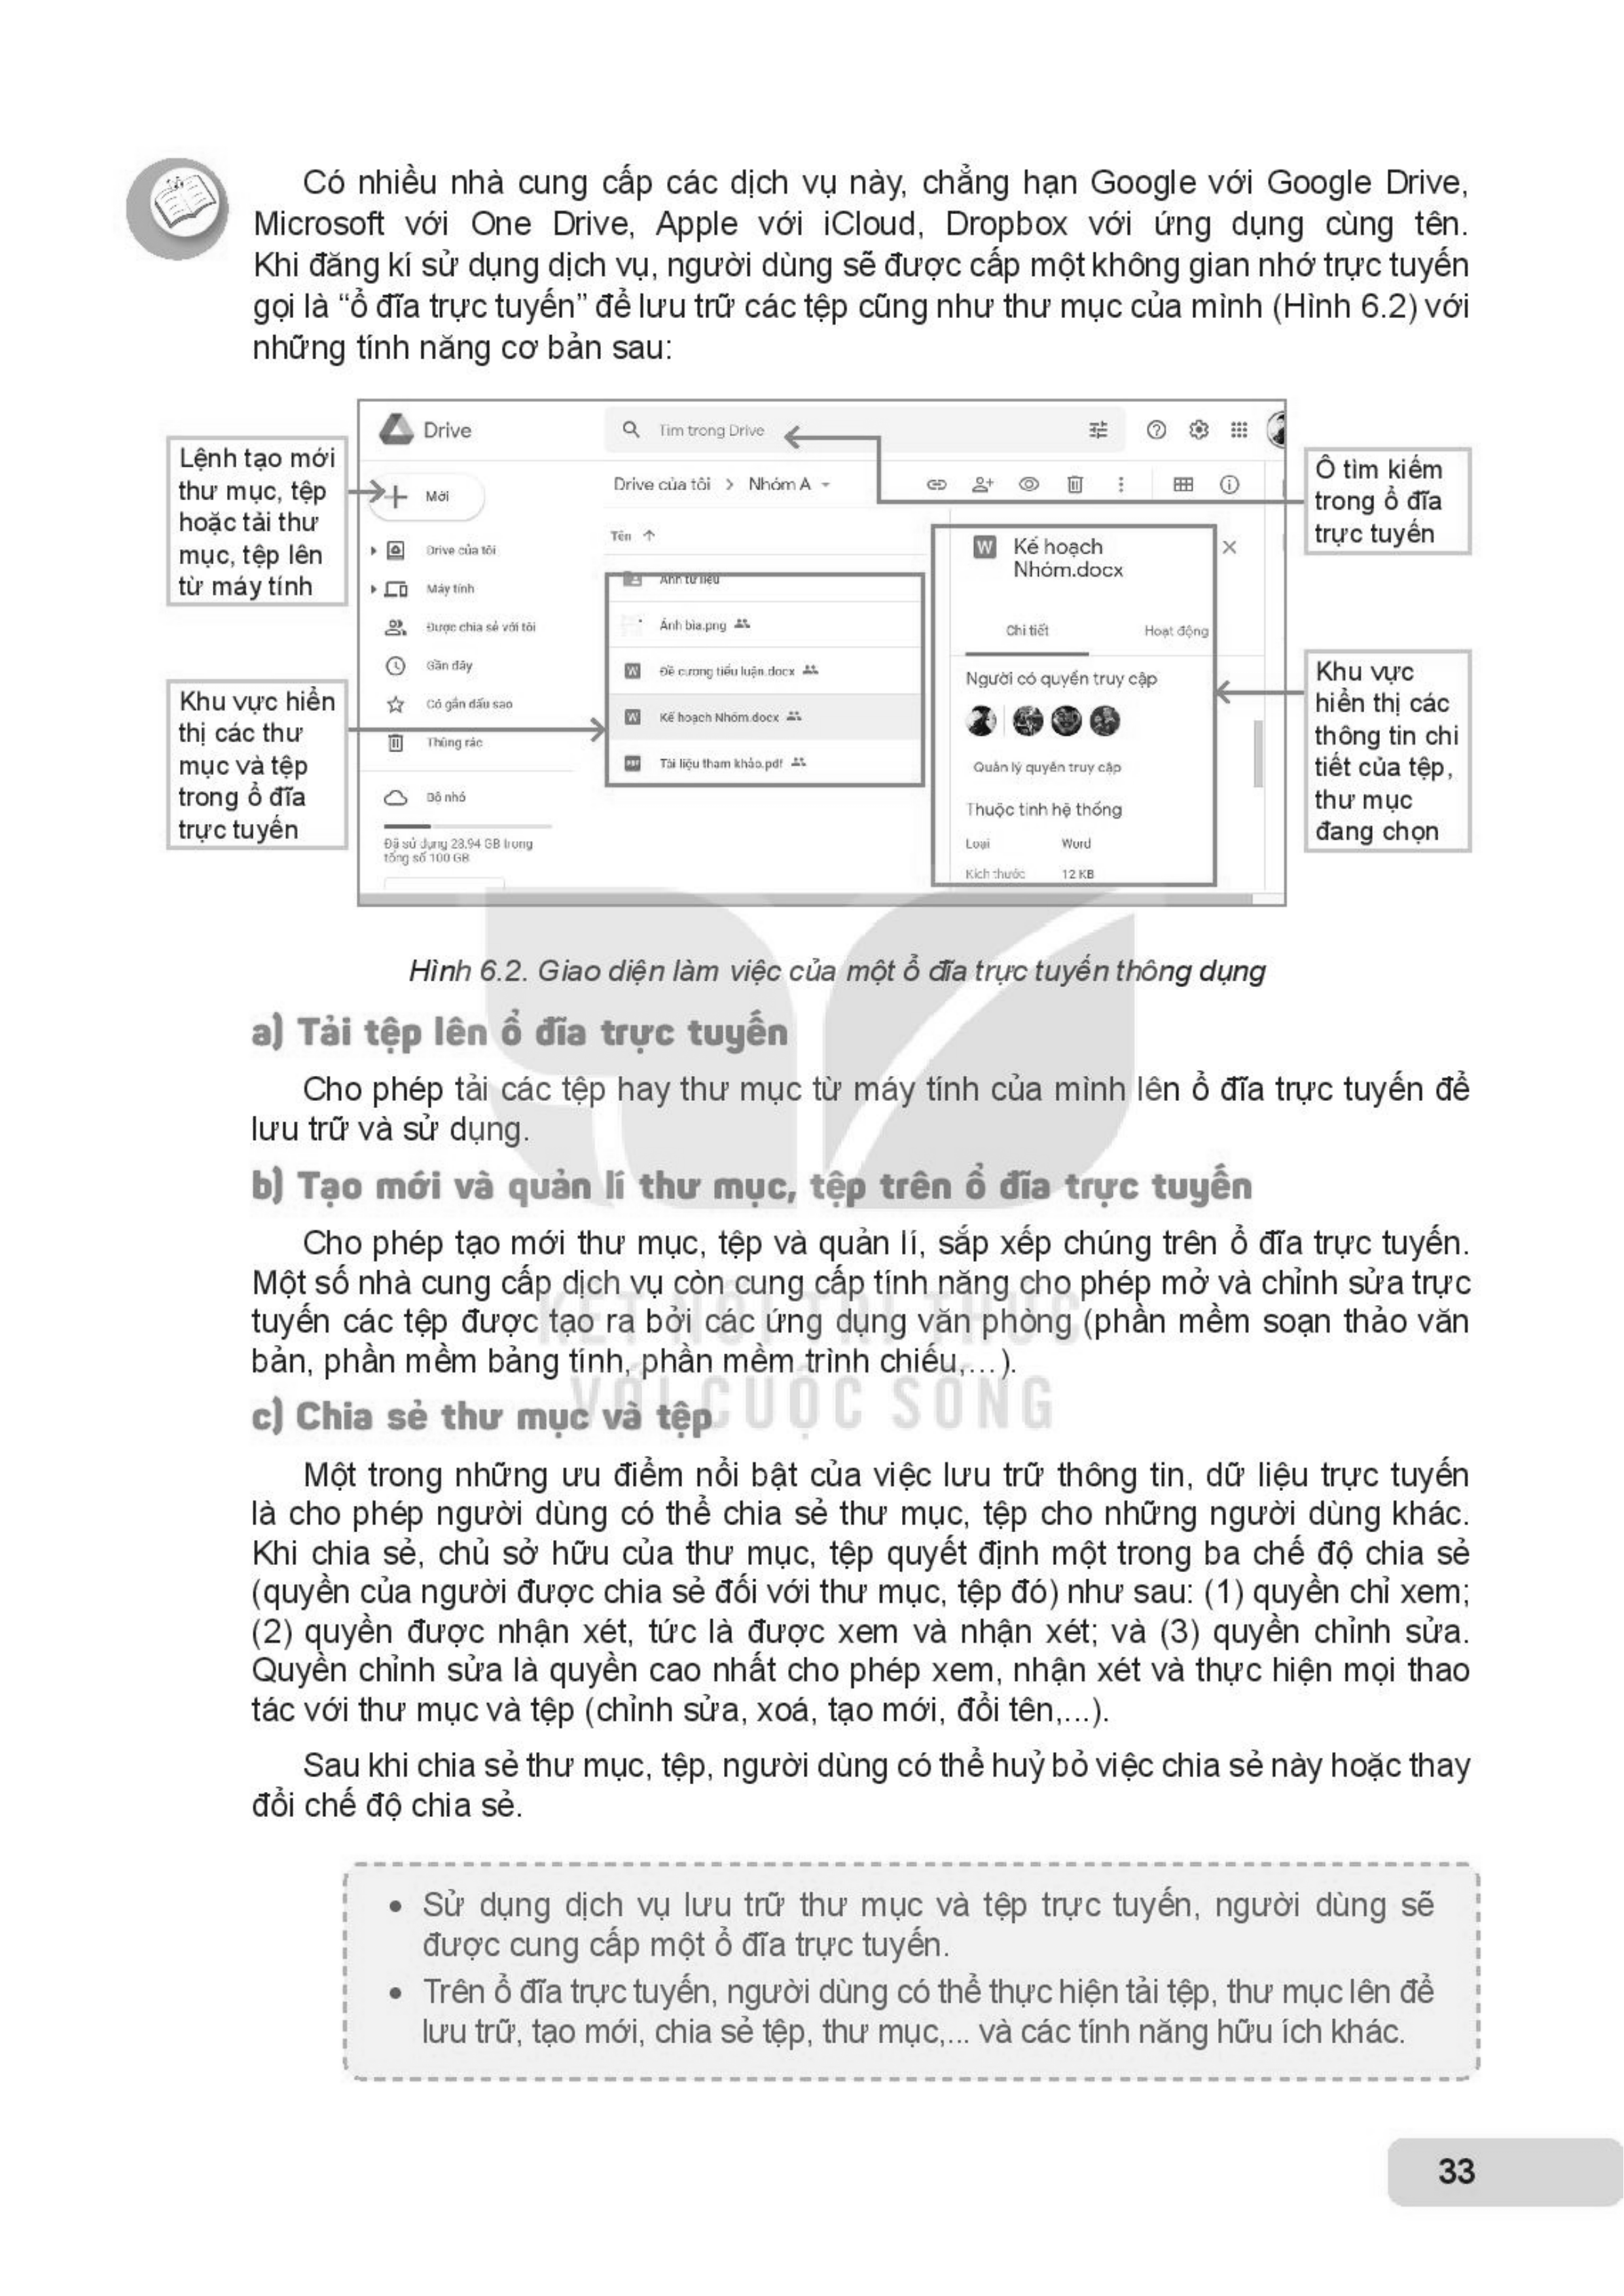 Có nhiều nhà cung cấp các dịch vụ này, chẳng hạn Google với Google Drive,
Microsoft với One Drive, Apple với iCloud, Dropbox với ứng dụng cùng tên.
Khi đăng kí sử dụng dịch vụ, người dùng sẽ được cấp một không gian nhớ trực tuyến
gọi là “ổ đĩa trực tuyến” để lưu trữ các tệp cũng như thư mục của mình (Hình 6.2) với
những tính năng cơ bản sau:
Lệnh tạo mới
thư mục, tệp
hoặc tải thư
mục, tệp lên
từ máy tính
Khu vực hiển
thị các thư
mục và tệp
trong ổ đĩa
trực tuyến
Drive
Mới
Drive của tôi
Máy tính
Được chia sẻ với tôi
Gần đây
Có gắn dấu sao
Thùng rác
Bộ nhớ
Đã sử dụng 28.94 GB trong
tổng số 100 GB
Tìm trong Drive
Drive của tôi > Nhóm A
Tên
Ảnh tư liệu
Ảnh bìa.png
Đề cương tiểu luận.docx
Kế hoạch Nhóm.docx
Tài liệu tham khảo.pdf
Kế hoạch
Nhóm.docx
Chi tiết Hoạt động
Người có quyền truy cập
Quản lý quyền truy cập
Thuộc tính hệ thống
Loại Word
Kích thước 12 KB
Ô tìm kiếm
trong ổ đĩa
trực tuyến
Khu vực
hiển thị các
thông tin chi
tiết của tệp,
thư mục
đang chọn
Hình 6.2. Giao diện làm việc của một ổ đĩa trực tuyến thông dụng
a) Tải tệp lên ổ đĩa trực tuyến
Cho phép tải các tệp hay thư mục từ máy tính của mình lên ổ đĩa trực tuyến để
lưu trữ và sử dụng.
b) Tạo mới và quản lí thư mục, tệp trên ổ đĩa trực tuyến
Cho phép tạo mới thư mục, tệp và quản lí, sắp xếp chúng trên ổ đĩa trực tuyến.
Một số nhà cung cấp dịch vụ còn cung cấp tính năng cho phép mở và chỉnh sửa trực
tuyến các tệp được tạo ra bởi các ứng dụng văn phòng (phần mềm soạn thảo văn
bản, phần mềm bảng tính, phần mềm trình chiếu,...).
KẾT NỐI TRI THỨC
VỚI CUỘC SỐNG
c) Chia sẻ thư mục và tệp
Một trong những ưu điểm nổi bật của việc lưu trữ thông tin, dữ liệu trực tuyến
là cho phép người dùng có thể chia sẻ thư mục, tệp cho những người dùng khác.
Khi chia sẻ, chủ sở hữu của thư mục, tệp quyết định một trong ba chế độ chia sẻ
(quyền của người được chia sẻ đối với thư mục, tệp đó) như sau: (1) quyền chỉ xem;
(2) quyền được nhận xét, tức là được xem và nhận xét; và (3) quyền chỉnh sửa.
Quyền chỉnh sửa là quyền cao nhất cho phép xem, nhận xét và thực hiện mọi thao
tác với thư mục và tệp (chỉnh sửa, xoá, tạo mới, đổi tên,...).
Sau khi chia sẻ thư mục, tệp, người dùng có thể huỷ bỏ việc chia sẻ này hoặc thay
đổi chế độ chia sẻ.
• Sử dụng dịch vụ lưu trữ thư mục và tệp trực tuyến, người dùng sẽ
được cung cấp một ổ đĩa trực tuyến.
• Trên ổ đĩa trực tuyến, người dùng có thể thực hiện tải tệp, thư mục lên để
lưu trữ, tạo mới, chia sẻ tệp, thư mục,... và các tính năng hữu ích khác.
33